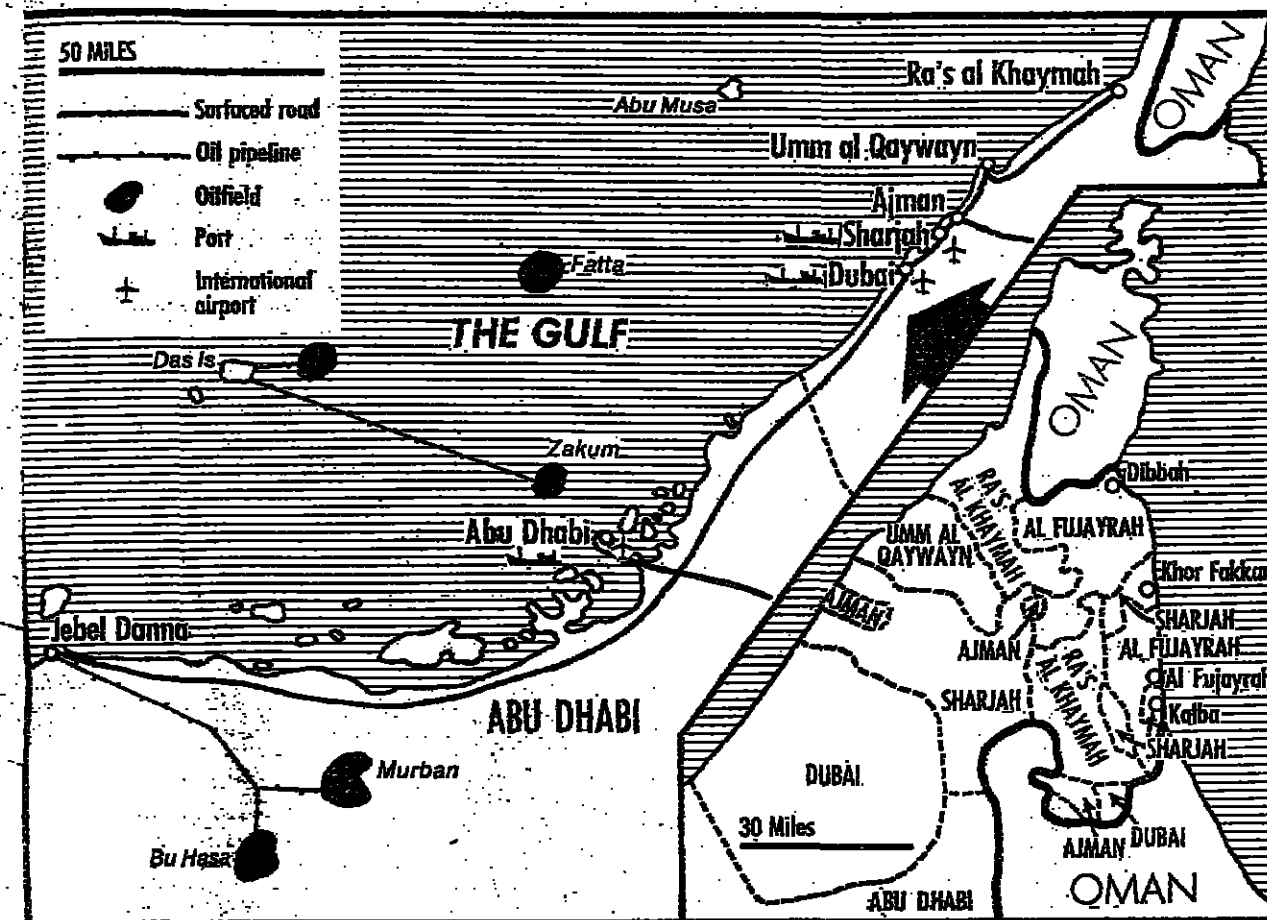 50 MILES
Surfaced road
Oil pipeline
Oilfield
Port
International
airport
Abu Musa
Ra's al Khaymah
OMAN
Umm al Qaywayn
Ajman
Sharjah
Dubai
Fatta
THE GULF
Das Is
Zakum
Abu Dhabi
Jebel Danna
ABU DHABI
Murban
Bu Hasa
OMAN
Dibbah
RA'S
AL KHAYMAH
AL FUJAYRAH
UMM AL
QAYWAYN
Khor Fakkan
AJMAN
SHARJAH
AJMAN
AL FUJAYRAH
RA'S
AL KHAYMAH
Al Fujayrah
SHARJAH
Kalba
SHARJAH
DUBAI
30 Miles
AJMAN
DUBAI
ABU DHABI
OMAN